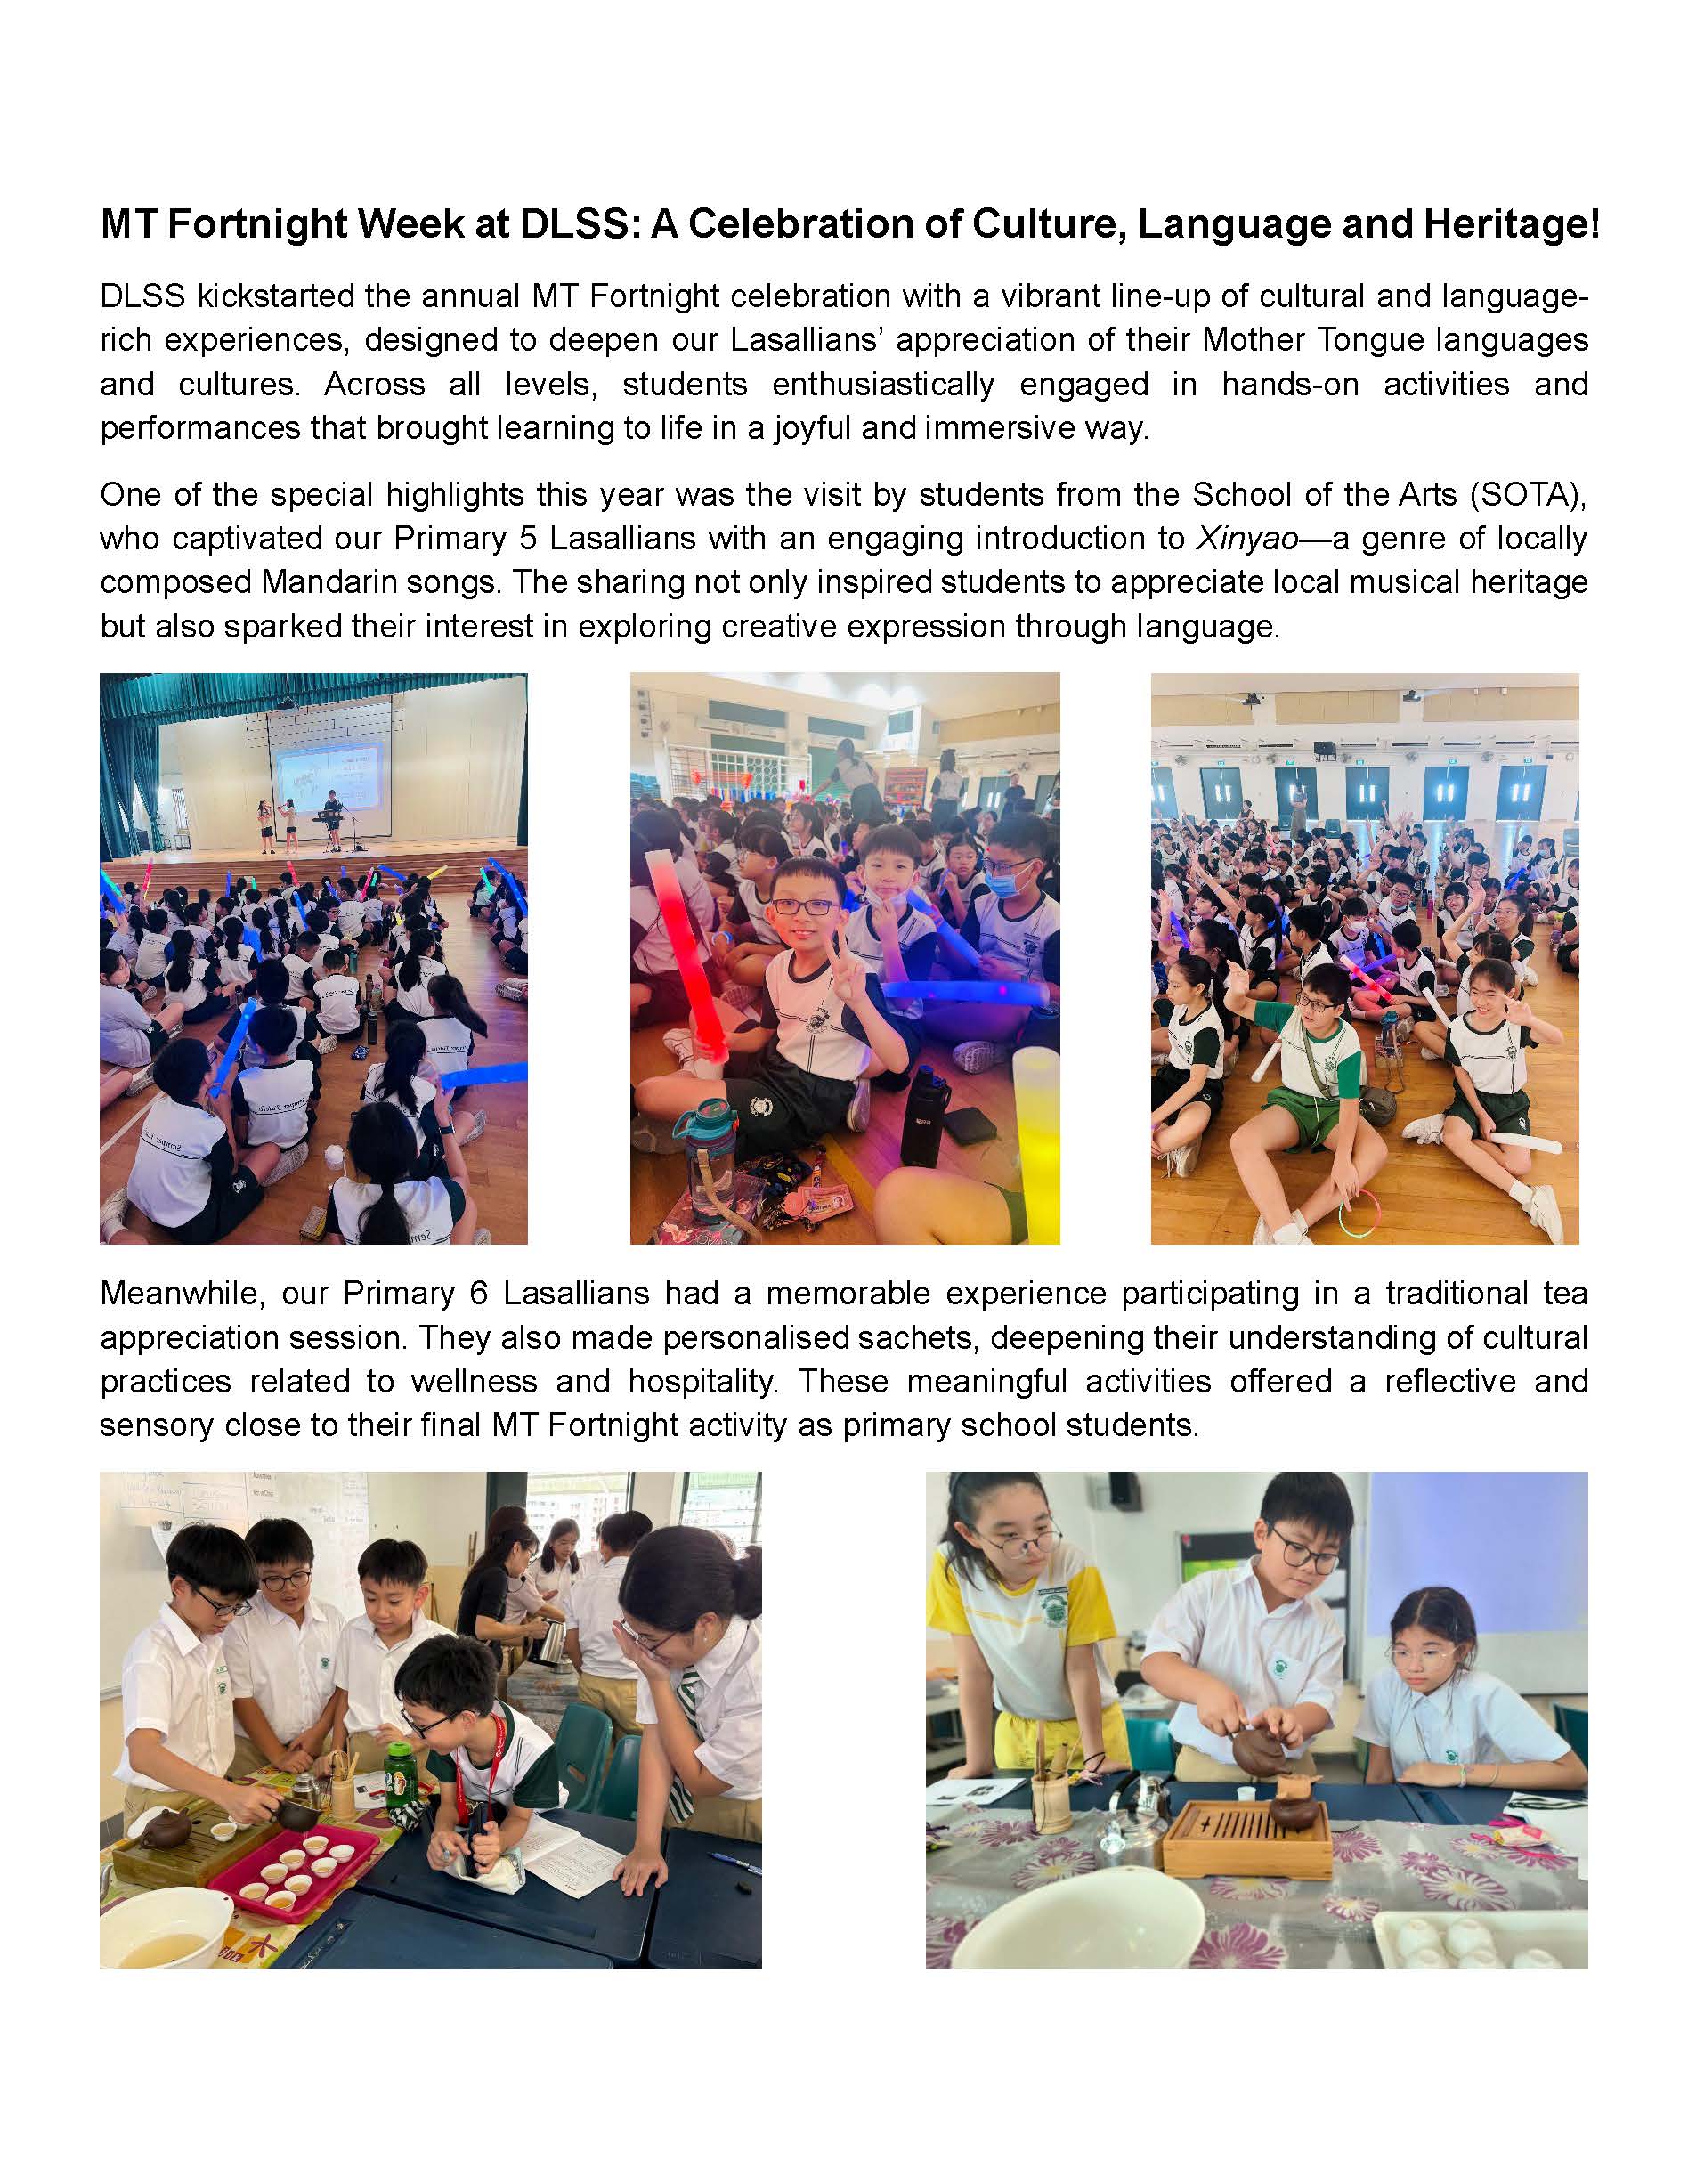 MT Fortnight Week at DLSS: A Celebration of Culture, Language and Heritage!
DLSS kickstarted the annual MT Fortnight celebration with a vibrant line-up of cultural and language-
rich experiences, designed to deepen our Lasallians’ appreciation of their Mother Tongue languages
and cultures. Across all levels, students enthusiastically engaged in hands-on activities and
performances that brought learning to life in a joyful and immersive way.
One of the special highlights this year was the visit by students from the School of the Arts (SOTA),
who captivated our Primary 5 Lasallians with an engaging introduction to Xinyao—a genre of locally
composed Mandarin songs. The sharing not only inspired students to appreciate local musical heritage
but also sparked their interest in exploring creative expression through language.
Meanwhile, our Primary 6 Lasallians had a memorable experience participating in a traditional tea
appreciation session. They also made personalised sachets, deepening their understanding of cultural
practices related to wellness and hospitality. These meaningful activities offered a reflective and
sensory close to their final MT Fortnight activity as primary school students.